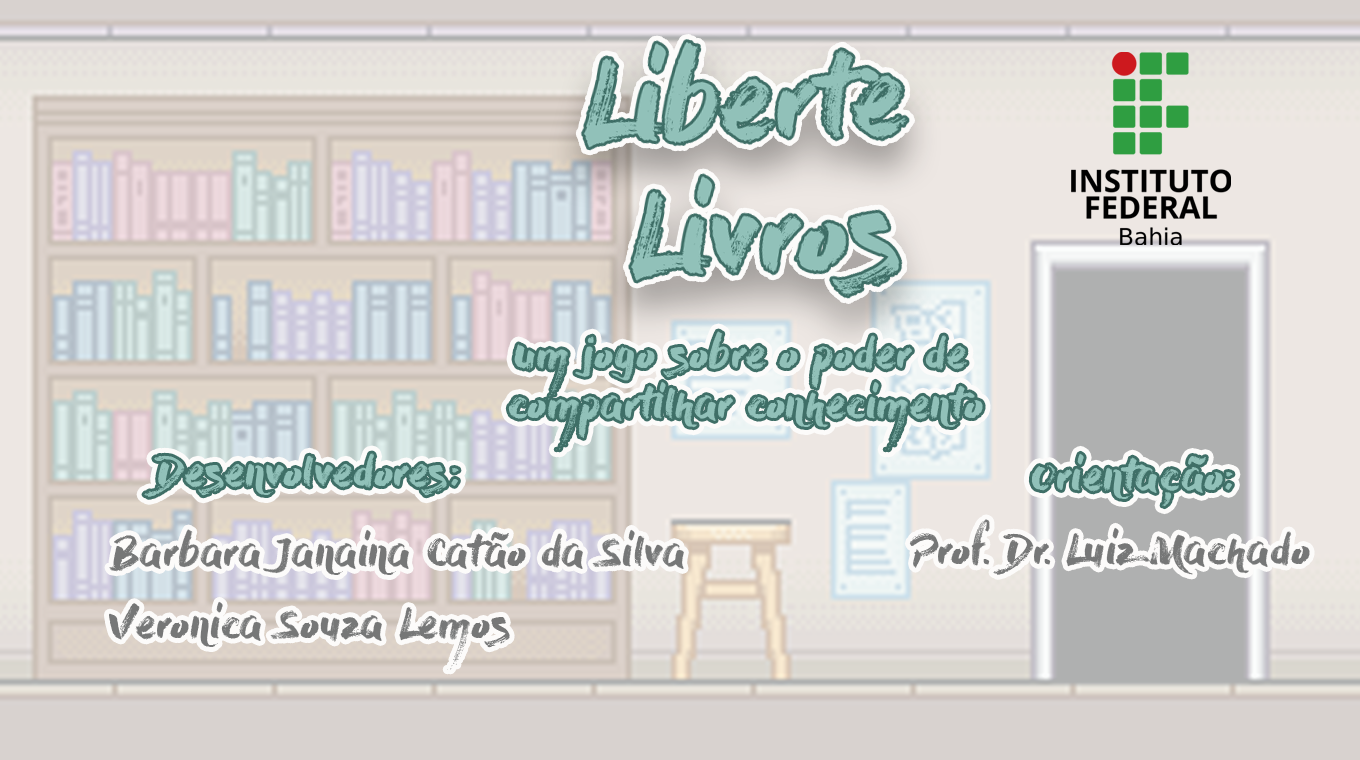 Liberte
Livros
INSTITUTO
FEDERAL
Bahia
um jogo sobre o poder de
compartilhar conhecimento
Desenvolvedores:
Barbara Janaina Catão da Silva
Veronica Souza Lemos
Orientação:
Prof. Dr. Luiz Machado